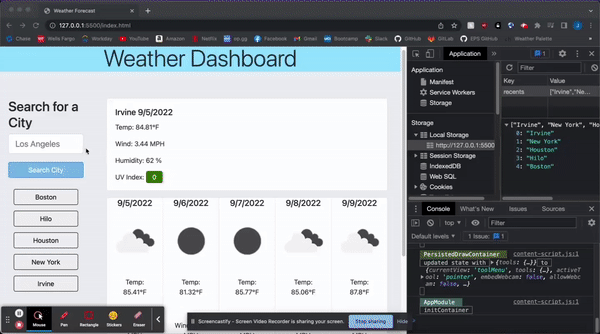 Weather Forecast
127.0.0.1:5500/index.html
Chase Wells Fargo Workday Amazon Netflix vip.gg Facebook Gmail Bootcamp Slack GitHub GitLab EPS GitHub Weather Palette
Weather Dashboard
Search for a
City
Los Angeles
Search City
Boston
Hilo
Houston
New York
Irvine
Irvine 9/5/2022
Temp: 84.81°F
Wind: 3.44 MPH
Humidity: 62 %
UV Index: 0
9/5/2022 9/6/2022 9/7/2022 9/8/2022 9/9/2022
Temp: Temp: Temp: Temp: Temp:
85.41°F 81.32°F 85.77°F 85.06°F 87.8°F
Application
1
Application
Manifest
Service Workers
Storage
Storage
Local Storage
http://127.0.0.1:5500
Session Storage
IndexedDB
Web SQL
Cookies
Filter
Key Value
recents ["Irvine","Ne...
["Irvine", "New York", "Hou
0: "Irvine"
1: "New York"
2: "Houston"
3: "Hilo"
4: "Boston"
Console What's New Issues Sources
top Filter
Default levels 1 Issue: 1
PersistedDrawContainer content-script.js:1
updated state with {tools: {…}} to
{currentView: 'toolMenu', tools: {…}, activeT
ool: 'pointer', embedWebcam: false, allowWebc
am: false, …}
AppModule content-script.js:1
initContainer
Mouse Pen Rectangle Stickers Eraser
Screencastify - Screen Video Recorder is sharing your screen. Stop sharing Hide